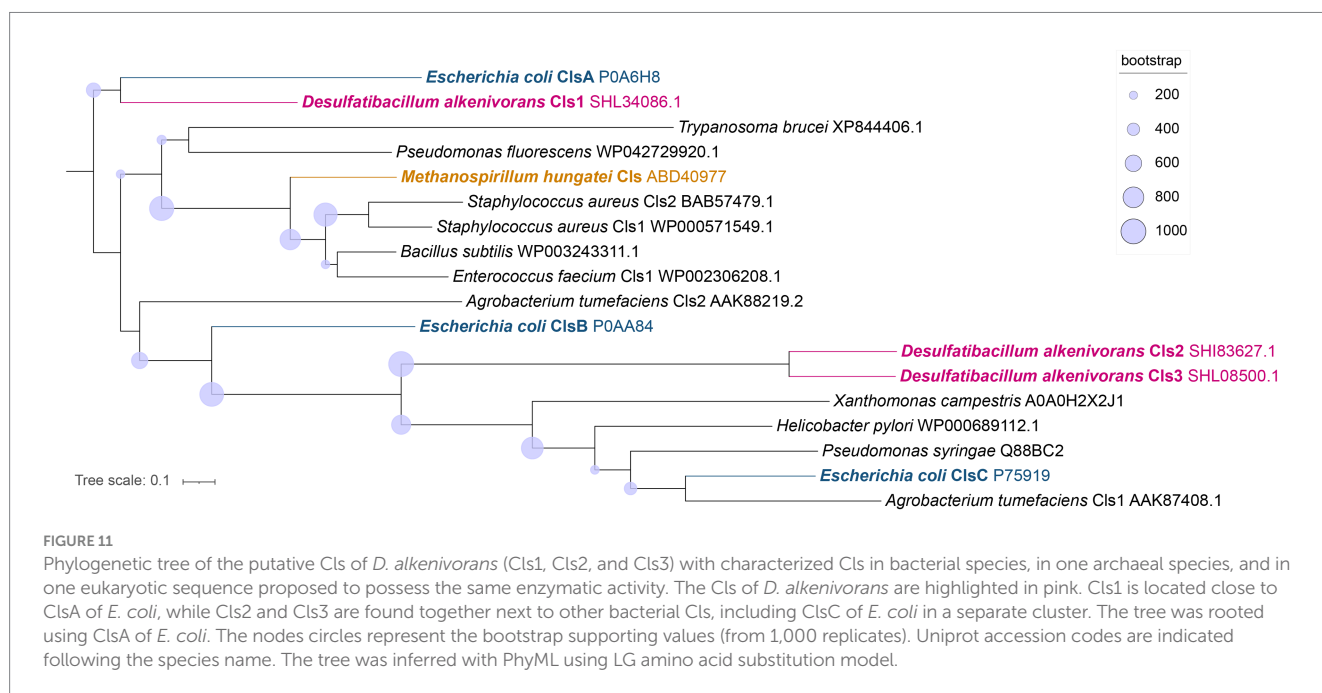 Escherichia coli ClsA P0A6H8
Desulfatibacillum alkenivorans Cls1 SHL34086.1
Trypanosoma brucei XP844406.1
Pseudomonas fluorescens WP042729920.1
Methanospirillum hungatei Cls ABD40977
Staphylococcus aureus Cls2 BAB57479.1
Staphylococcus aureus Cls1 WP000571549.1
Bacillus subtilis WP003243311.1
Enterococcus faecium Cls1 WP002306208.1
Agrobacterium tumefaciens Cls2 AAK88219.2
Escherichia coli ClsB P0AA84
Desulfatibacillum alkenivorans Cls2 SHI83627.1
Desulfatibacillum alkenivorans Cls3 SHL08500.1
Xanthomonas campestris A0A0H2X2J1
Helicobacter pylori WP000689112.1
Pseudomonas syringae Q88BC2
Escherichia coli ClsC P75919
Agrobacterium tumefaciens Cls1 AAK87408.1
bootstrap
200
400
600
800
1000
Tree scale: 0.1
FIGURE 11
Phylogenetic tree of the putative Cls of D. alkenivorans (Cls1, Cls2, and Cls3) with characterized Cls in bacterial species, in one archaeal species, and in
one eukaryotic sequence proposed to possess the same enzymatic activity. The Cls of D. alkenivorans are highlighted in pink. Cls1 is located close to
ClsA of E. coli, while Cls2 and Cls3 are found together next to other bacterial Cls, including ClsC of E. coli in a separate cluster. The tree was rooted
using ClsA of E. coli. The nodes circles represent the bootstrap supporting values (from 1,000 replicates). Uniprot accession codes are indicated
following the species name. The tree was inferred with PhyML using LG amino acid substitution model.